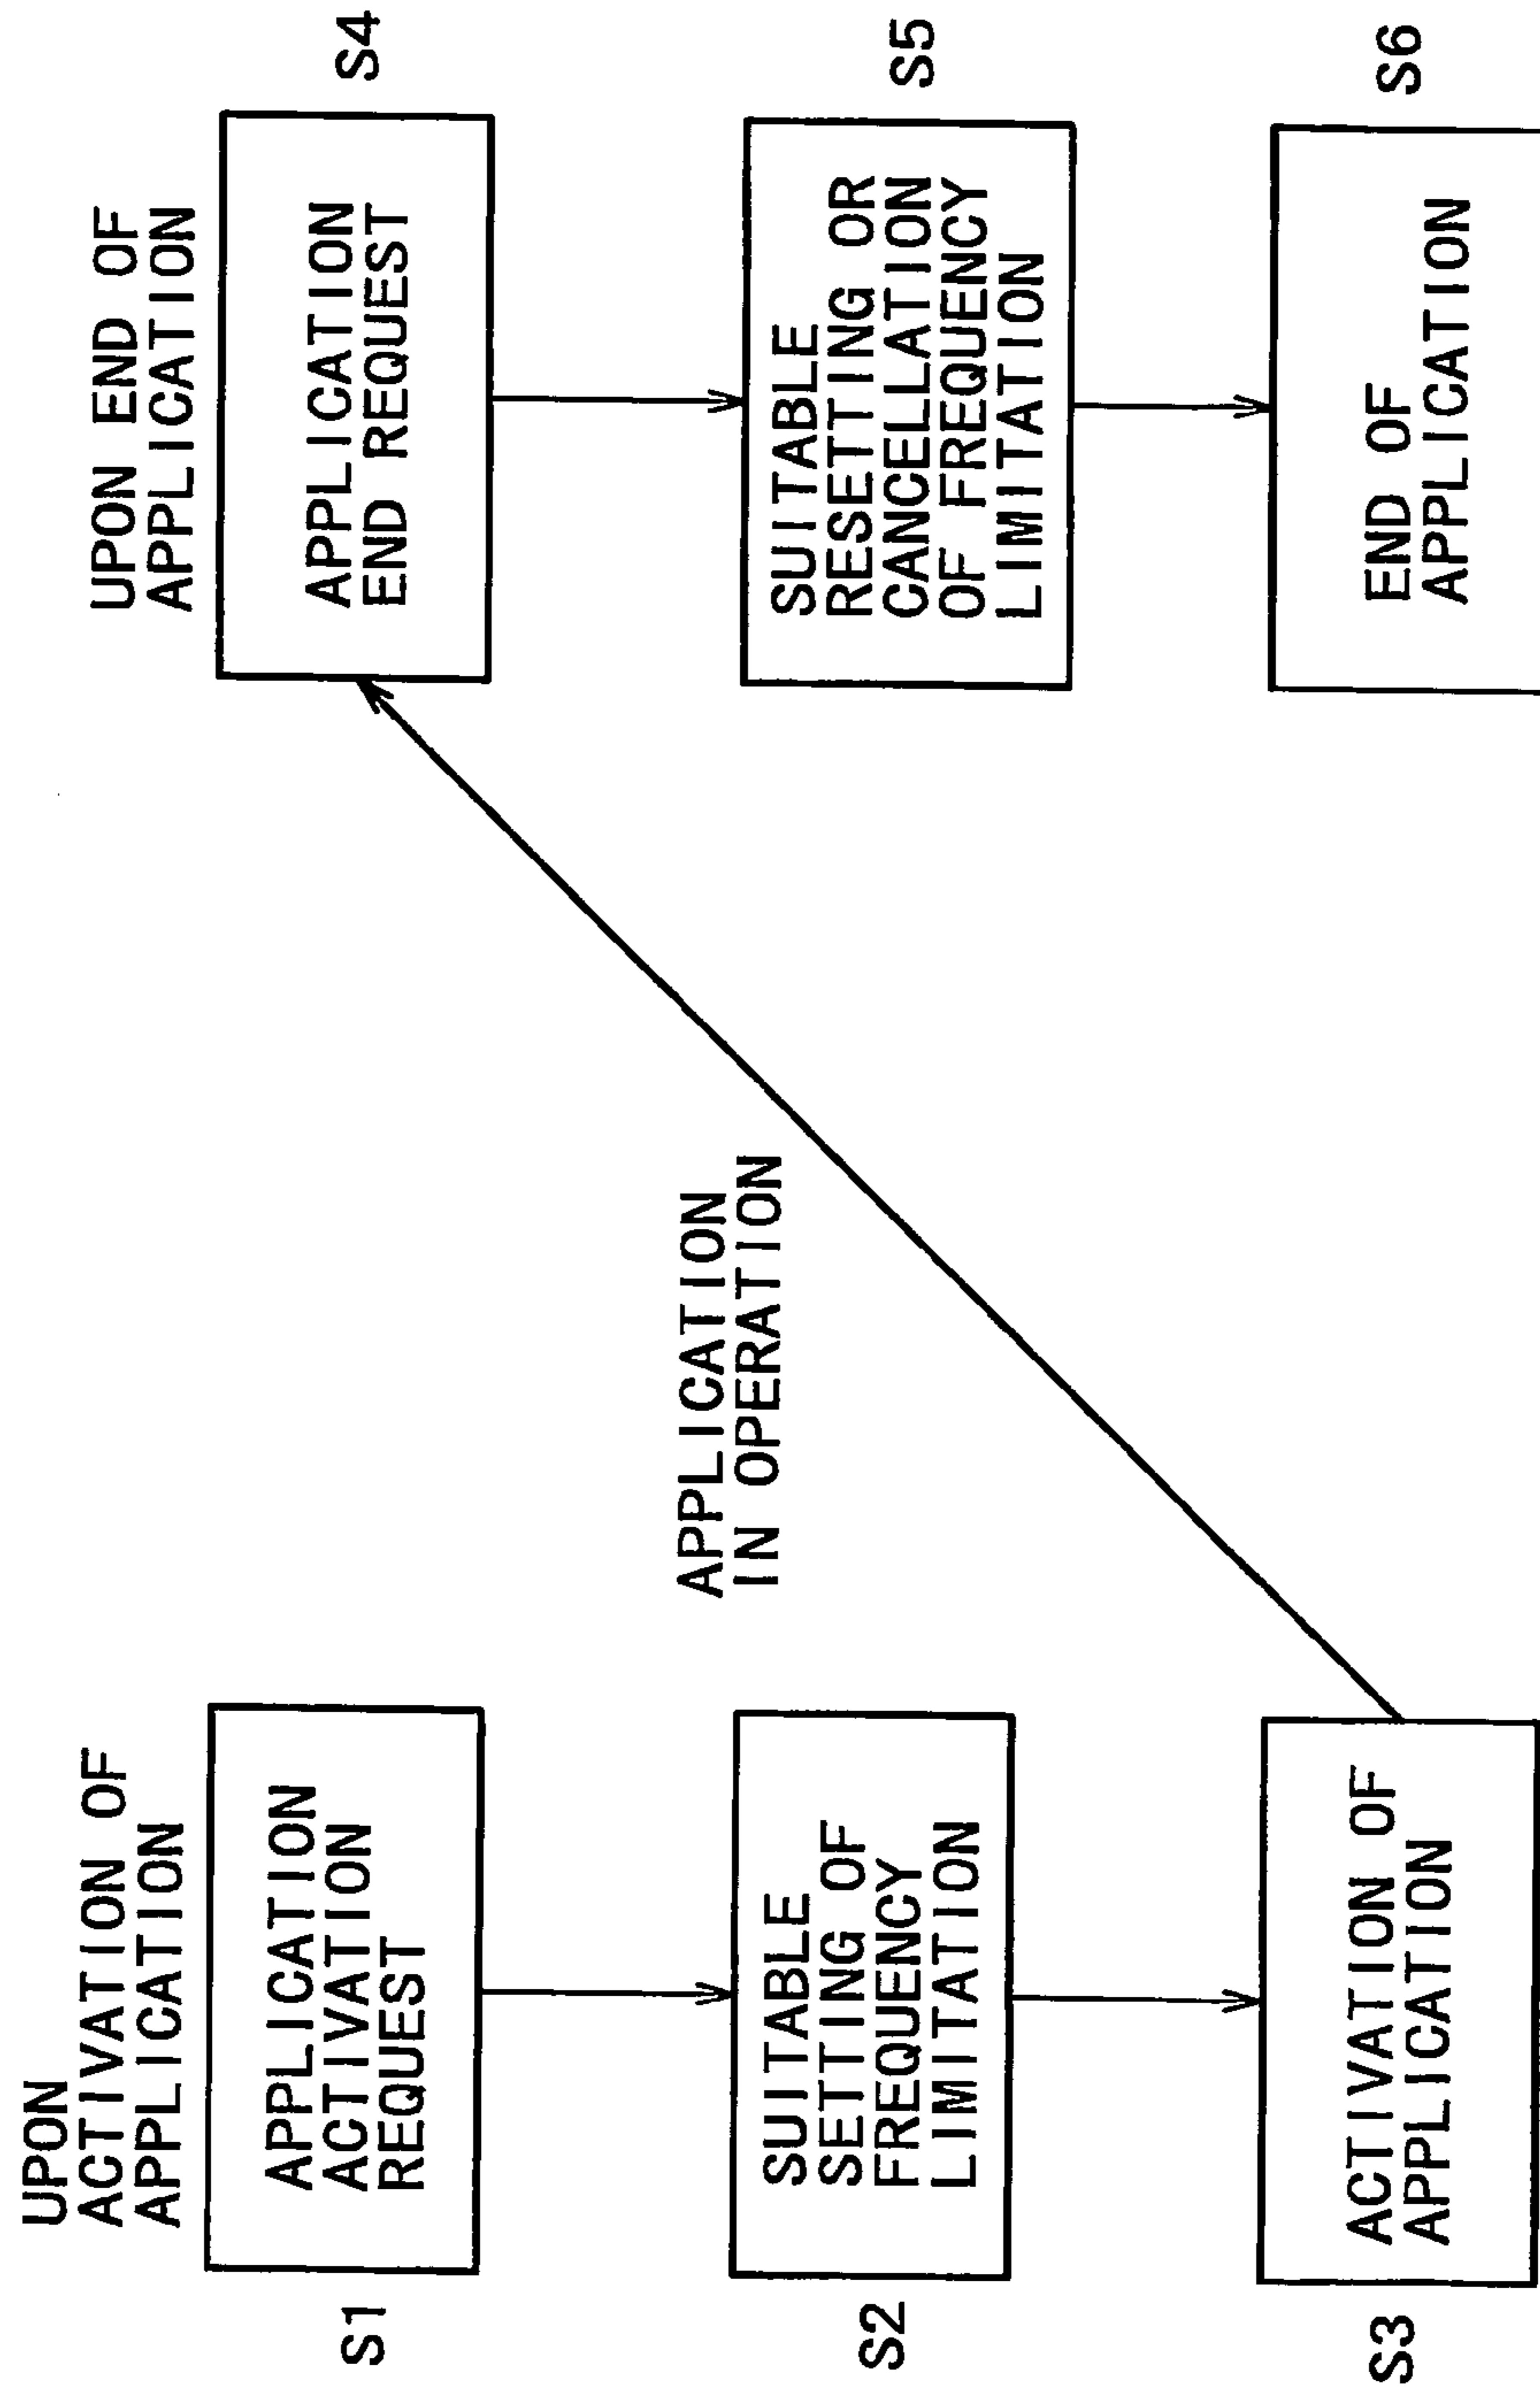 UPON
ACTIVATION OF
APPLICATION
S1
APPLICATION
ACTIVATION
REQUEST
S2
SUITABLE
SETTING OF
FREQUENCY
LIMITATION
S3
ACTIVATION OF
APPLICATION
APPLICATION
IN OPERATION
UPON END OF
APPLICATION
APPLICATION
END REQUEST
S4
SUITABLE
RESETTING OR
CANCELLATION
OF FREQUENCY
LIMITATION
S5
END OF
APPLICATION
S6